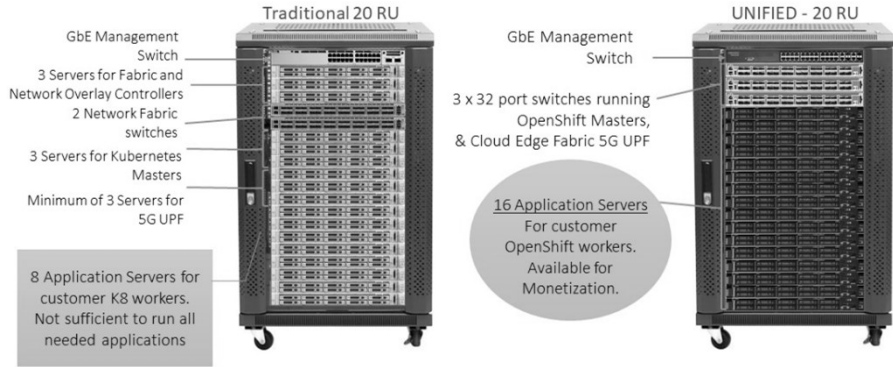 Traditional 20 RU
GbE Management
Switch
3 Servers for Fabric and
Network Overlay Controllers
2 Network Fabric
switches
3 Servers for Kubernetes
Masters
Minimum of 3 Servers for
5G UPF
8 Application Servers for
customer K8 workers.
Not sufficient to run all
needed applications
UNIFIED - 20 RU
GbE Management
Switch
3 x 32 port switches running
OpenShift Masters,
& Cloud Edge Fabric 5G UPF
16 Application Servers
For customer
OpenShift workers.
Available for
Monetization.